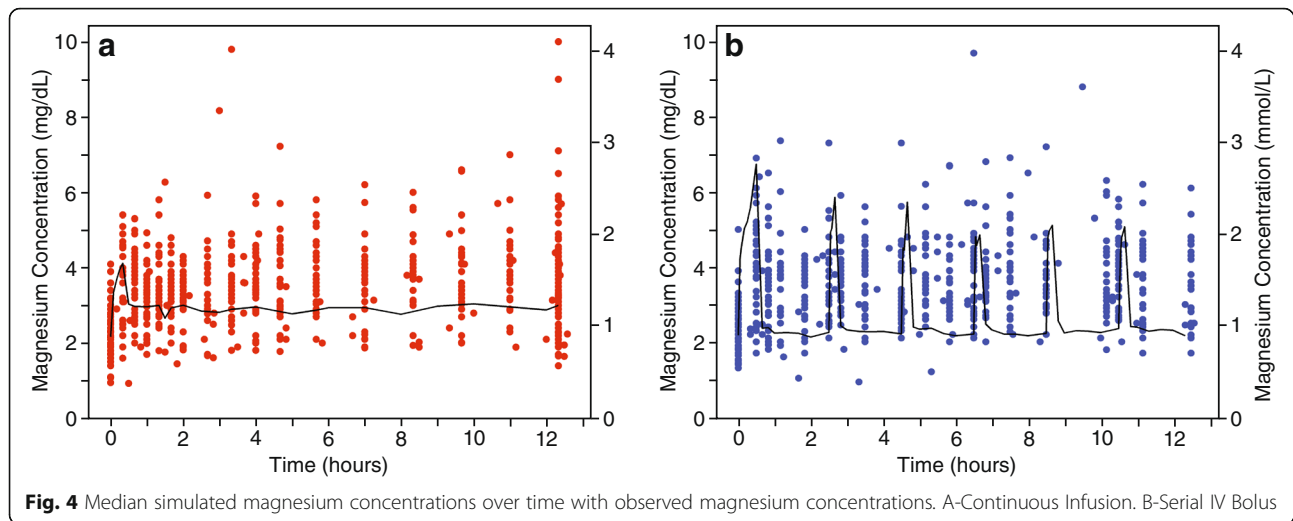 a
b
10
8
6
4
2
0
Magnesium Concentration (mg/dL)
4
3
2
1
0
0 2 4 6 8 10 12
Time (hours)
10
8
6
4
2
0
Magnesium Concentration (mg/dL)
4
3
2
1
0
Magnesium Concentration (mmol/L)
0 2 4 6 8 10 12
Time (hours)
Fig. 4 Median simulated magnesium concentrations over time with observed magnesium concentrations. A-Continuous Infusion. B-Serial IV Bolus